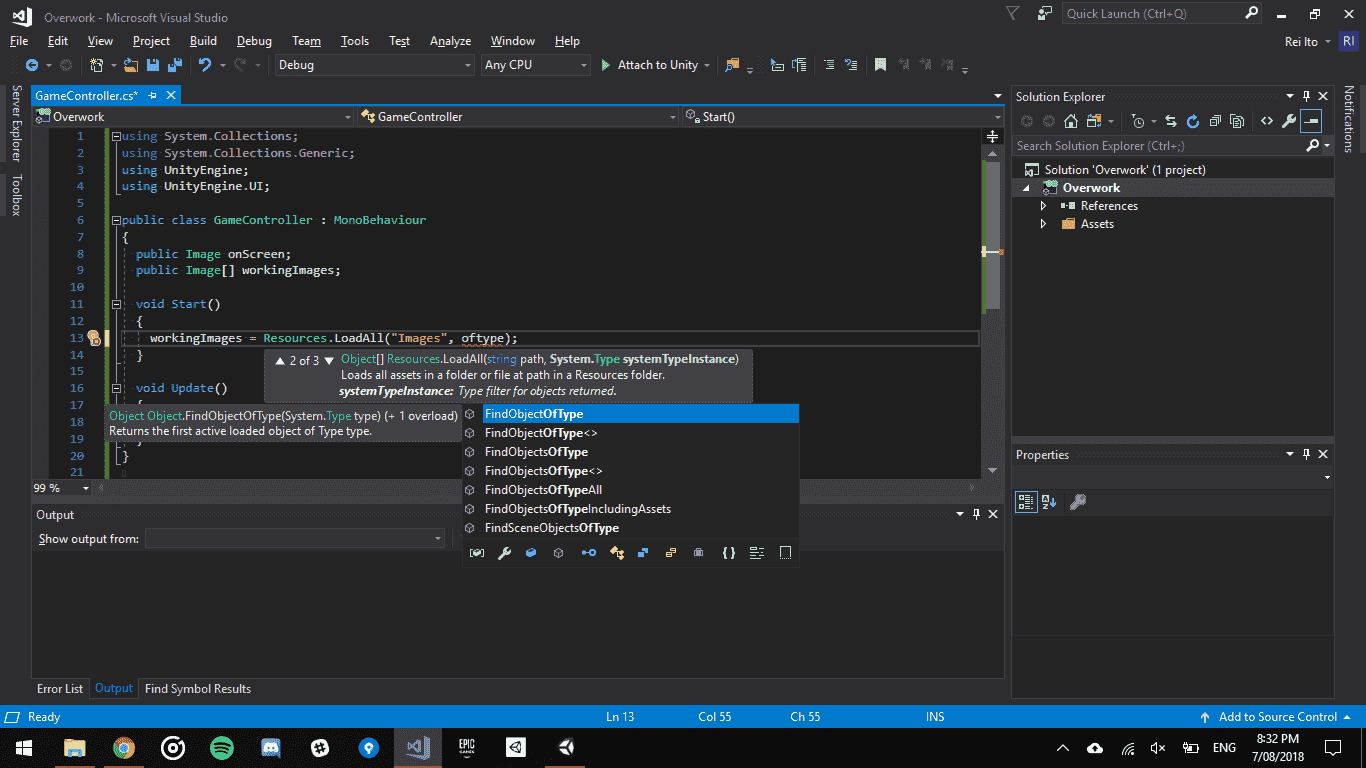 Overwork - Microsoft Visual Studio
Quick Launch (Ctrl+Q)
File Edit View Project Build Debug Team Tools Test Analyze Window Help
Rei Ito RI
Debug Any CPU Attach to Unity
Server Explorer
Toolbox
GameController.cs*
Overwork GameController Start()
1 using System.Collections;
2 using System.Collections.Generic;
3 using UnityEngine;
4 using UnityEngine.UI;
5
6 public class GameController : MonoBehaviour
7 {
8 public Image onScreen;
9 public Image[] workingImages;
10
11 void Start()
12 {
13 workingImages = Resources.LoadAll("Images", oftype);
14 }
15
16 void Update()
17 {
18
19 }
20 }
21
2 of 3 Object[] Resources.LoadAll(string path, System.Type systemTypeInstance)
Loads all assets in a folder or file at path in a Resources folder.
systemTypeInstance: Type filter for objects returned.
Object Object.FindObjectOfType(System.Type type) (+ 1 overload)
Returns the first active loaded object of Type type.
FindObjectOfType
FindObjectOfType<>
FindObjectsOfType
FindObjectsOfType<>
FindObjectsOfTypeAll
FindObjectsOfTypeIncludingAssets
FindSceneObjectsOfType
99 %
Output
Show output from:
Error List Output Find Symbol Results
Solution Explorer
Search Solution Explorer (Ctrl+;)
Solution 'Overwork' (1 project)
Overwork
References
Assets
Properties
Notifications
Ready Ln 13 Col 55 Ch 55 INS Add to Source Control
EPIC
GAMES
ENG
8:32 PM
7/08/2018